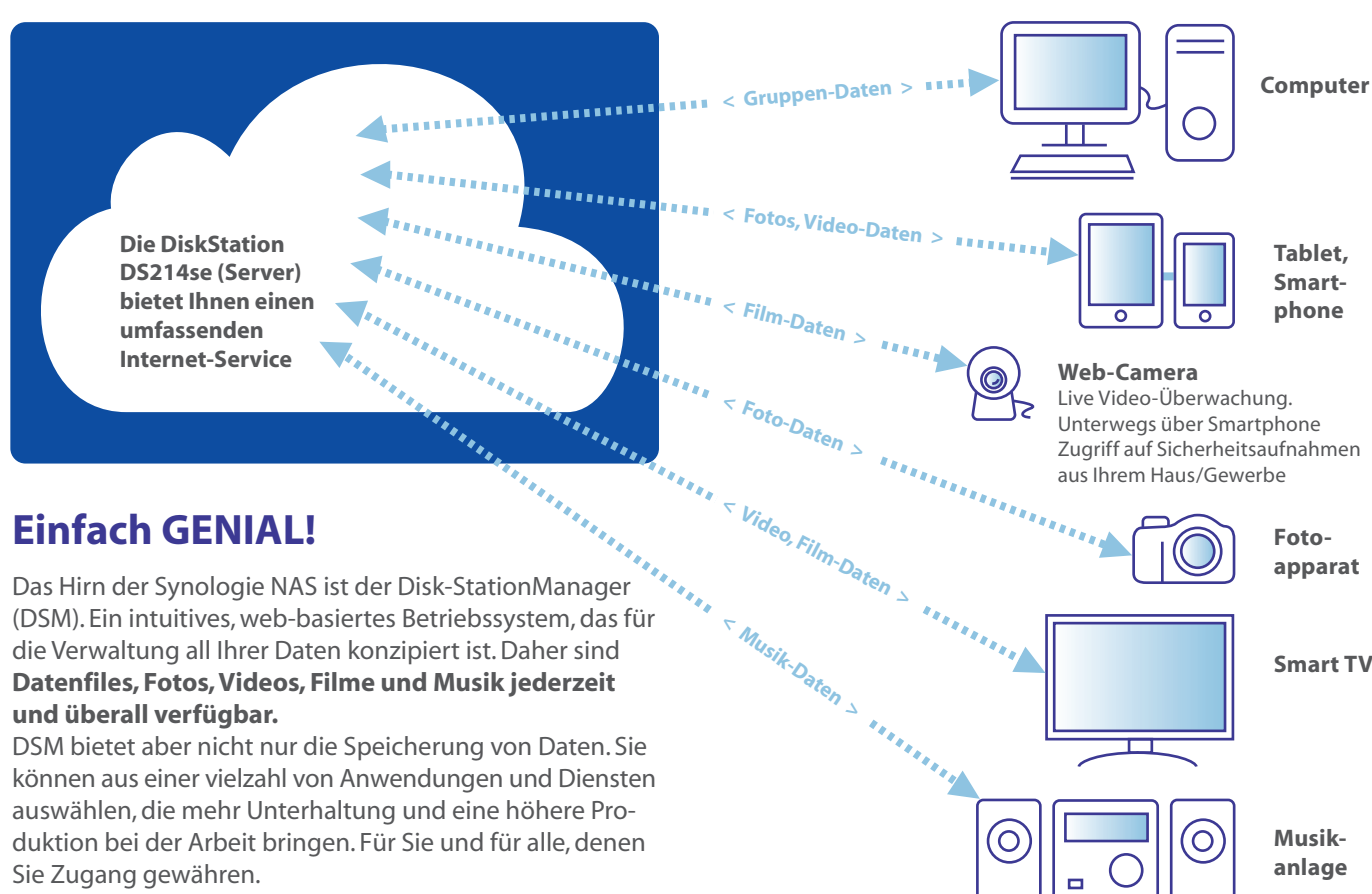 Die DiskStation
DS214se (Server)
bietet Ihnen einen
umfassenden
Internet-Service
< Gruppen-Daten >
Computer
< Fotos, Video-Daten >
Tablet,
Smart-
phone
< Film-Daten >
Web-Camera
Live Video-Überwachung.
Unterwegs über Smartphone
Zugriff auf Sicherheitsaufnahmen
aus Ihrem Haus/Gewerbe
< Foto-Daten >
Foto-
apparat
< Video, Film-Daten >
Smart TV
< Musik-Daten >
Musik-
anlage
Einfach GENIAL!
Das Hirn der Synologie NAS ist der Disk-StationManager
(DSM). Ein intuitives, web-basiertes Betriebssystem, das für
die Verwaltung all Ihrer Daten konzipiert ist. Daher sind
Datenfiles, Fotos, Videos, Filme und Musik jederzeit
und überall verfügbar.
DSM bietet aber nicht nur die Speicherung von Daten. Sie
können aus einer vielzahl von Anwendungen und Diensten
auswählen, die mehr Unterhaltung und eine höhere Pro-
duktion bei der Arbeit bringen. Für Sie und für alle, denen
Sie Zugang gewähren.